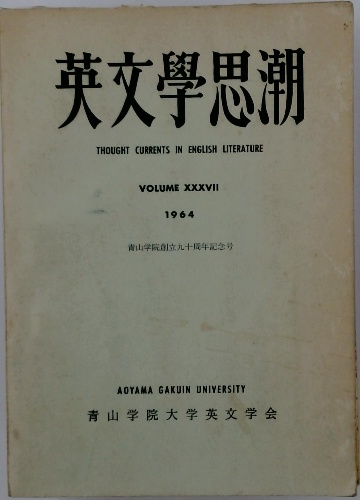 英文學思潮
THOUGHT CURRENTS IN ENGLISH LITERATURE
VOLUME XXXVII
1964
青山学院創立九十周年記念号
AOYAMA GAKUIN UNIVERSITY
青山学院大学英文学会